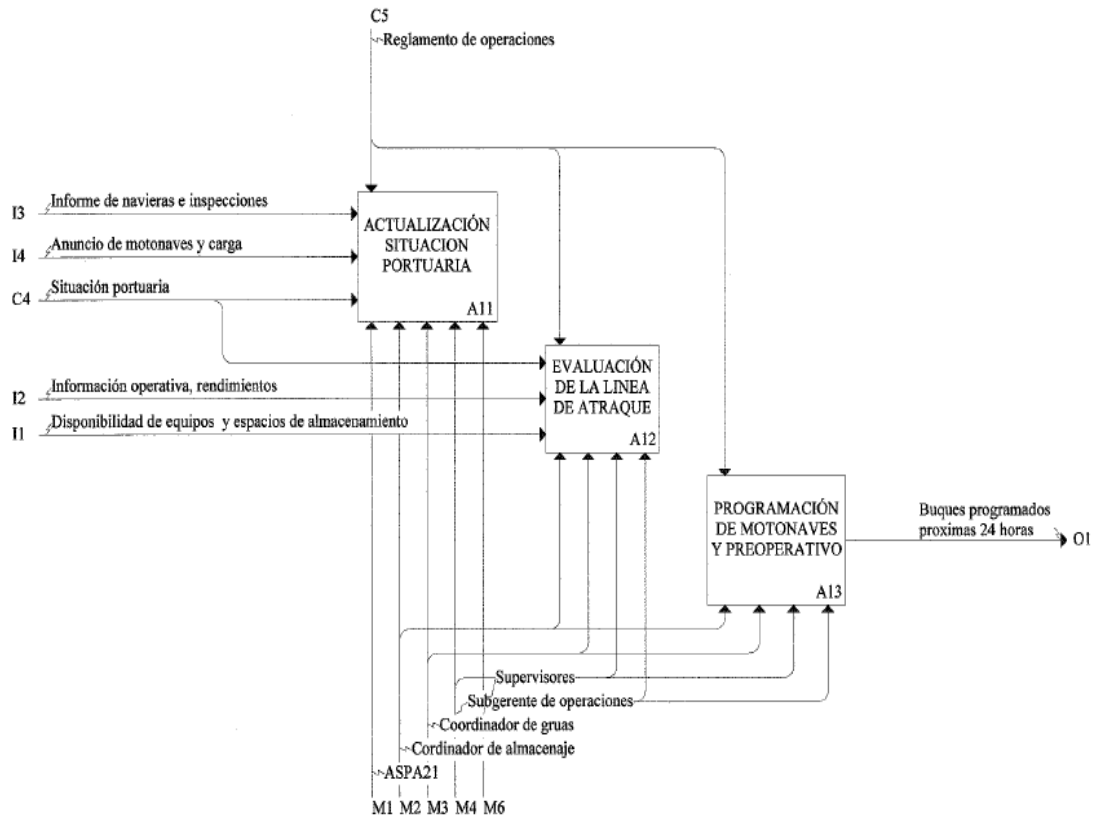 C5
Reglamento de operaciones
I3
Informe de navieras e inspecciones
I4
Anuncio de motonaves y carga
C4
Situación portuaria
ACTUALIZACIÓN
SITUACION
PORTUARIA
A11
I2
Información operativa, rendimientos
I1
Disponibilidad de equipos y espacios de almacenamiento
EVALUACIÓN
DE LA LINEA
DE ATRAQUE
A12
PROGRAMACIÓN
DE MOTONAVES
Y PREOPERATIVO
A13
Buques programados
proximas 24 horas
O1
Supervisores
Subgerente de operaciones
Coordinador de gruas
Cordinador de almacenaje
ASPA21
M1 M2 M3 M4 M6